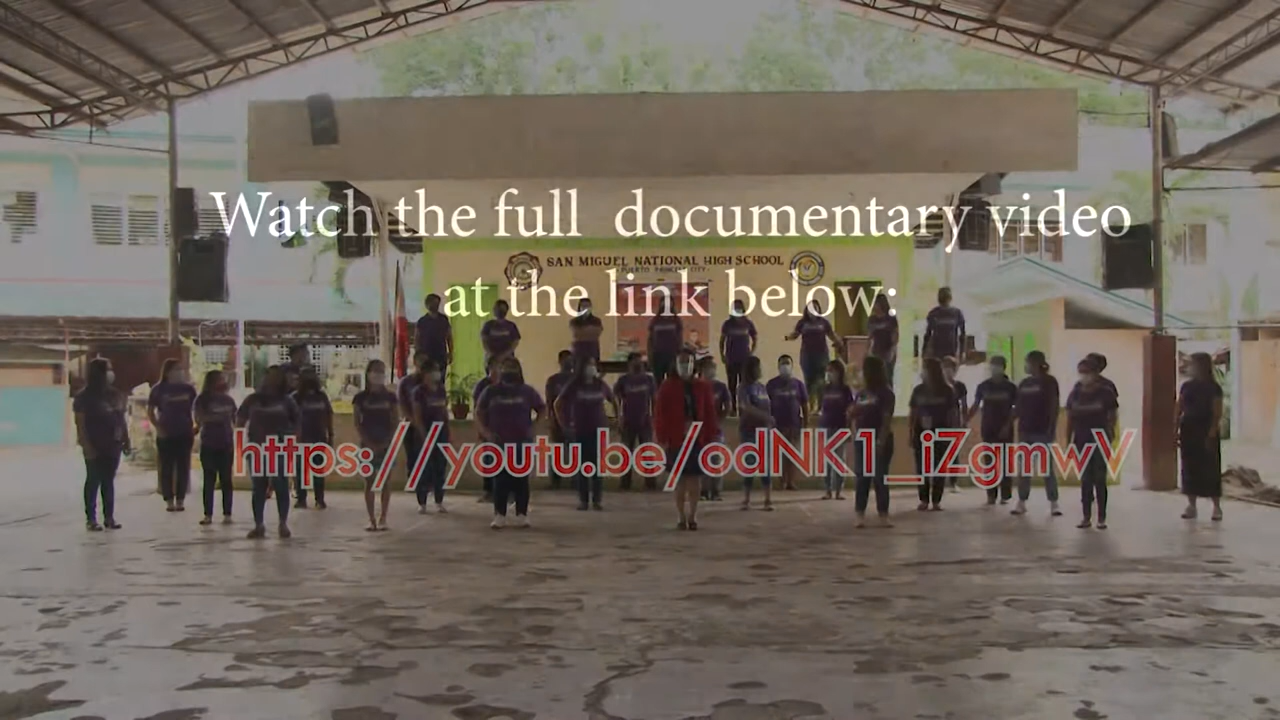 Watch the full documentary video
SAN MIGUEL NATIONAL HIGH SCHOOL
at the link below:
https://youtu.be/odNK1_iZgmwV